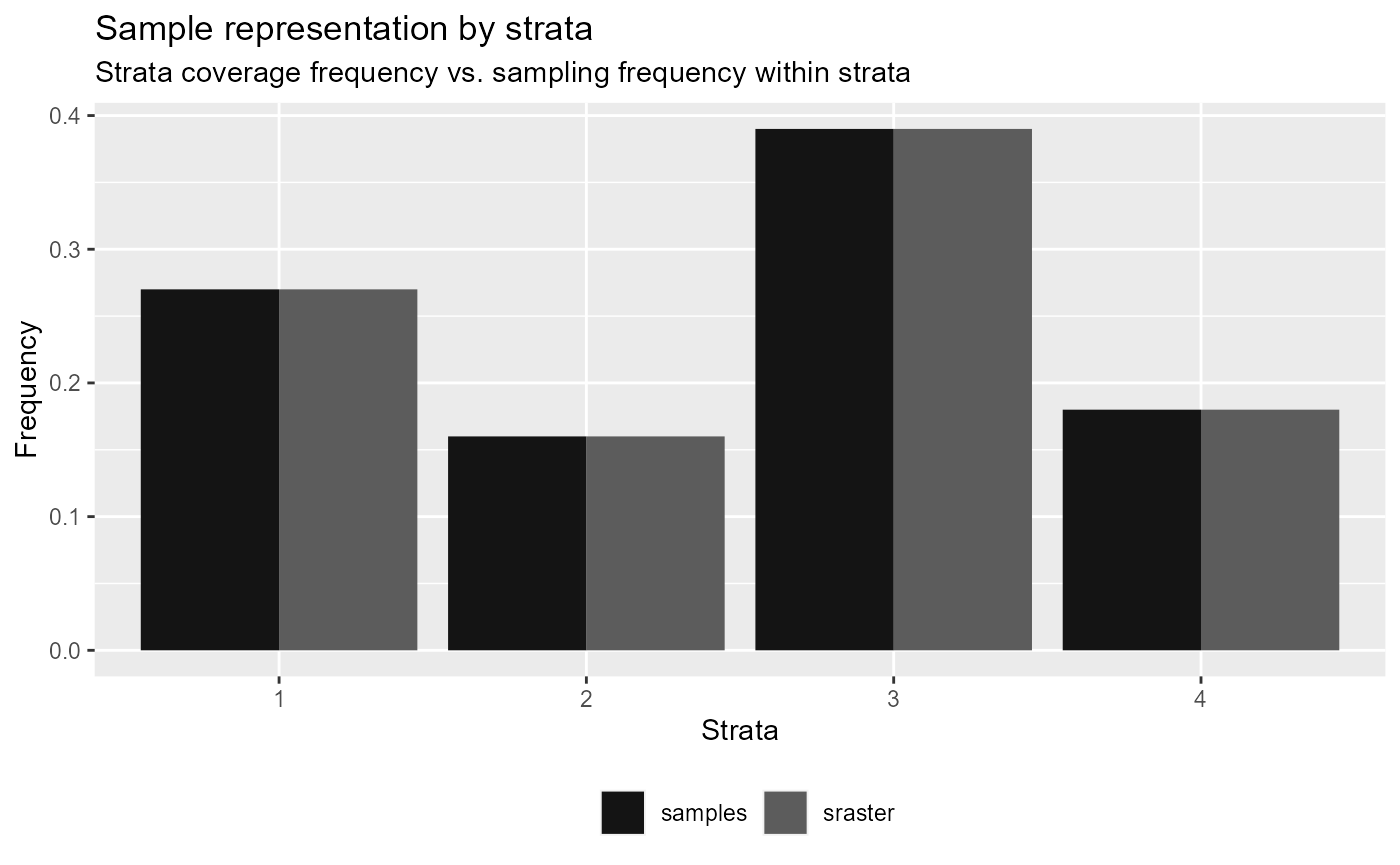 Sample representation by strata
Strata coverage frequency vs. sampling frequency within strata
Frequency
0.4
0.3
0.2
0.1
0.0
1 2 3 4
Strata
samples sraster